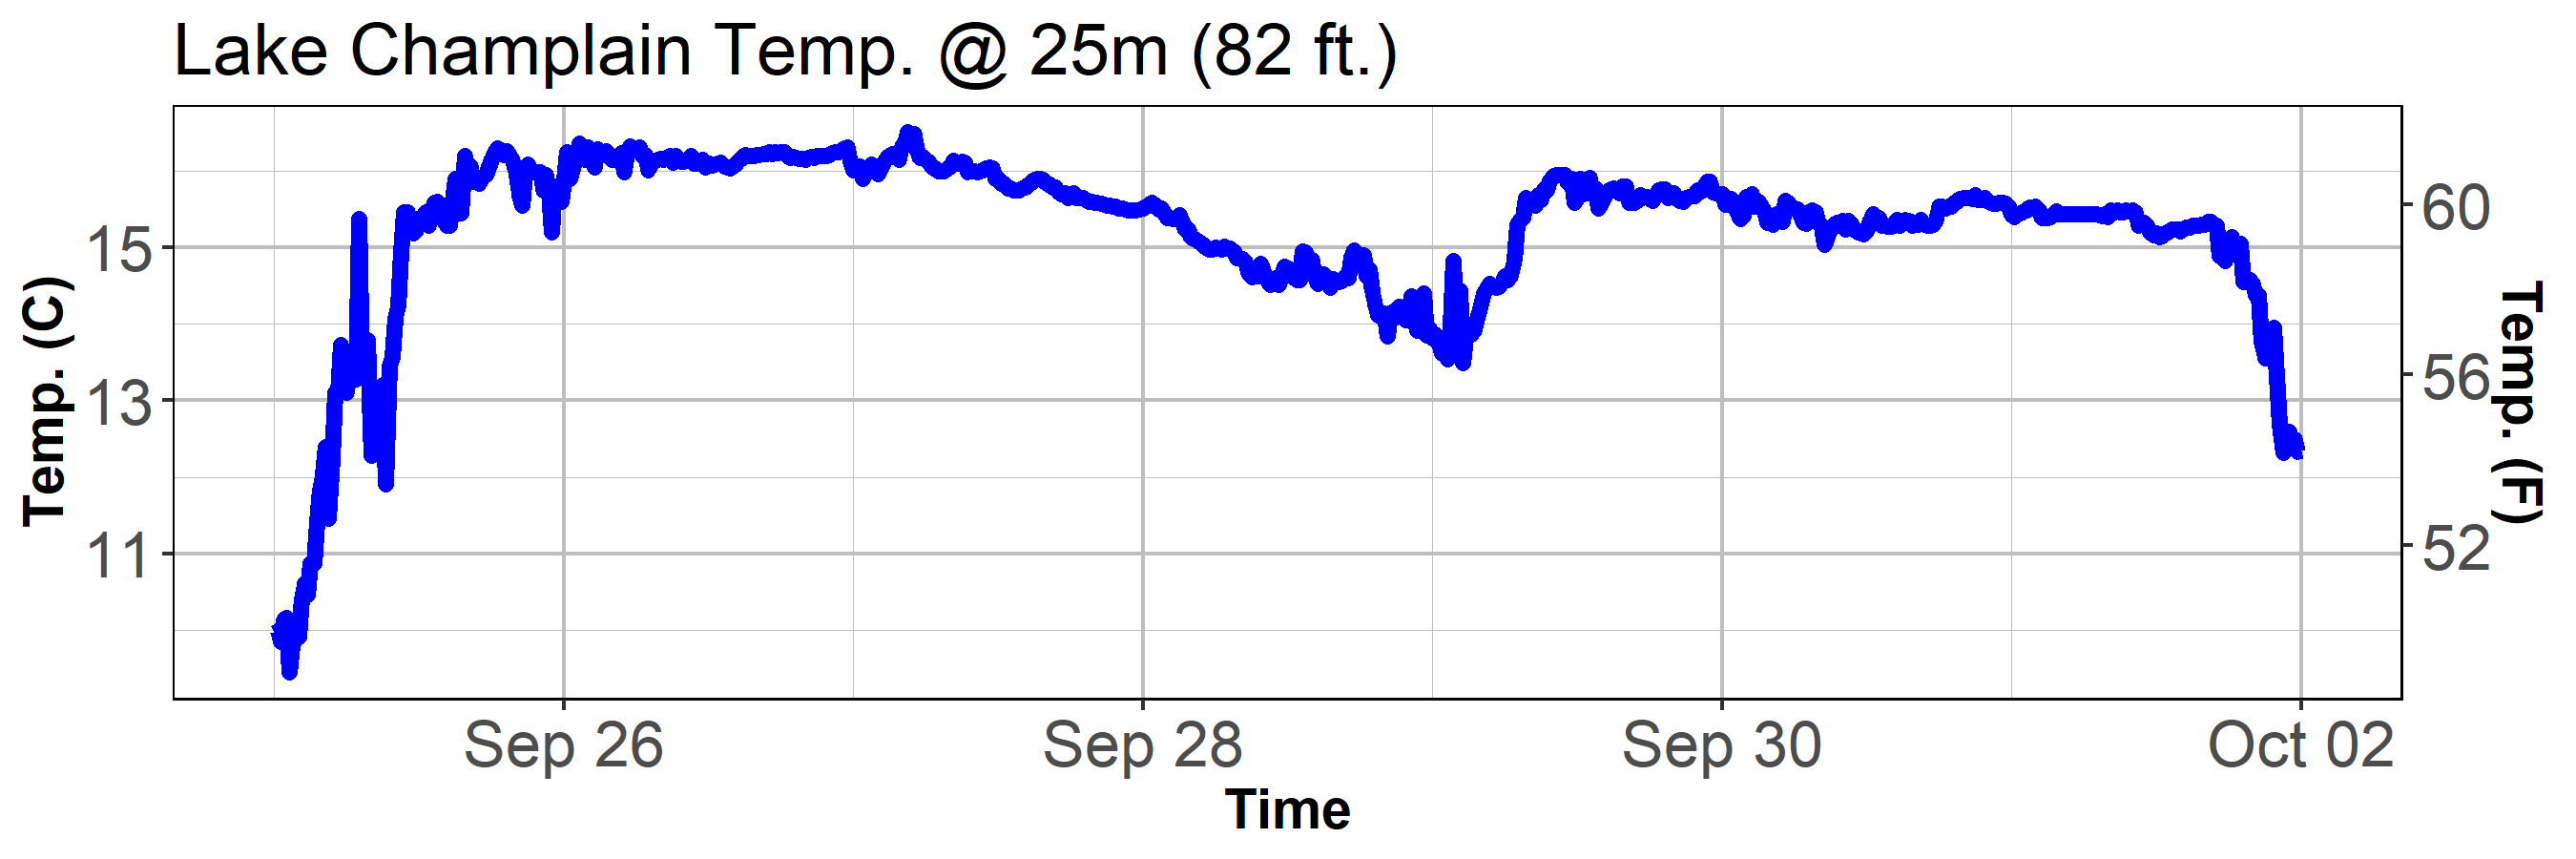 Lake Champlain Temp. @ 25m (82 ft.)
Temp. (C)
15
13
11
60
56
52
Temp. (F)
Sep 26
Sep 28
Sep 30
Oct 02
Time